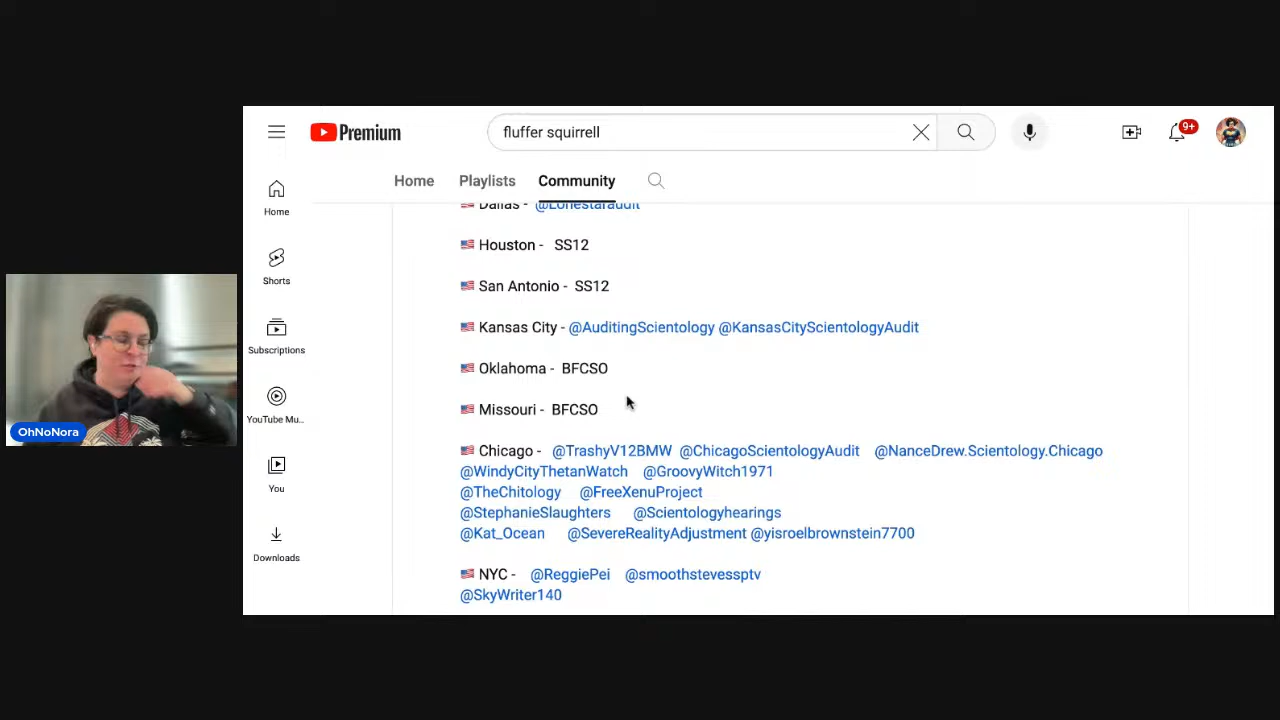 Premium
fluffer squirrell
9+
Home
Playlists
Community
Home
Shorts
Subscriptions
YouTube Mu...
You
Downloads
Dallas - @Lonestaraudit
Houston - SS12
San Antonio - SS12
Kansas City - @AuditingScientology @KansasCityScientologyAudit
Oklahoma - BFCSO
Missouri - BFCSO
Chicago - @TrashyV12BMW @ChicagoScientologyAudit @NanceDrew.Scientology.Chicago
@WindyCityThetanWatch @GroovyWitch1971
@TheChitology @FreeXenuProject
@StephanieSlaughters @Scientologyhearings
@Kat_Ocean @SevereRealityAdjustment @yisroelbrownstein7700
NYC - @ReggiePei @smoothstevessptv
@SkyWriter140
OhNoNora